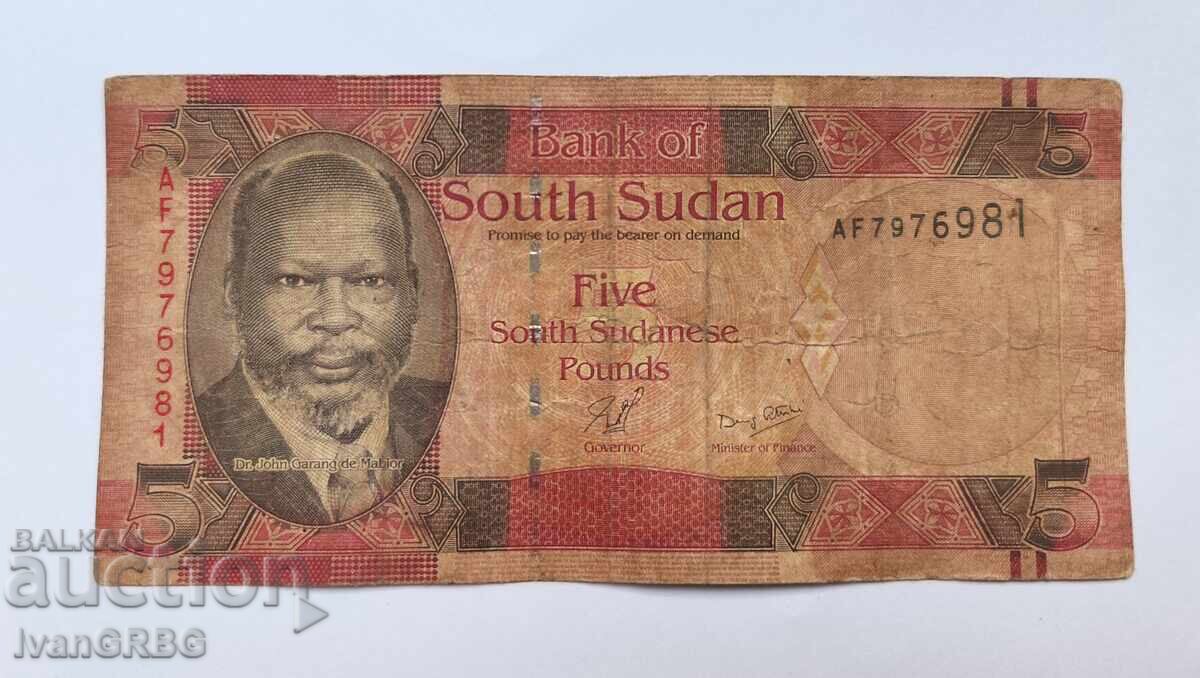 5
5
Bank of
South Sudan
Promise to pay the bearer on demand
AF7976981
AF7976981
Five
South Sudanese
Pounds
Governor
Minister of Finance
Dr. John Garang de Mabior
5
5
BALKAN
auction
IvanGRBG